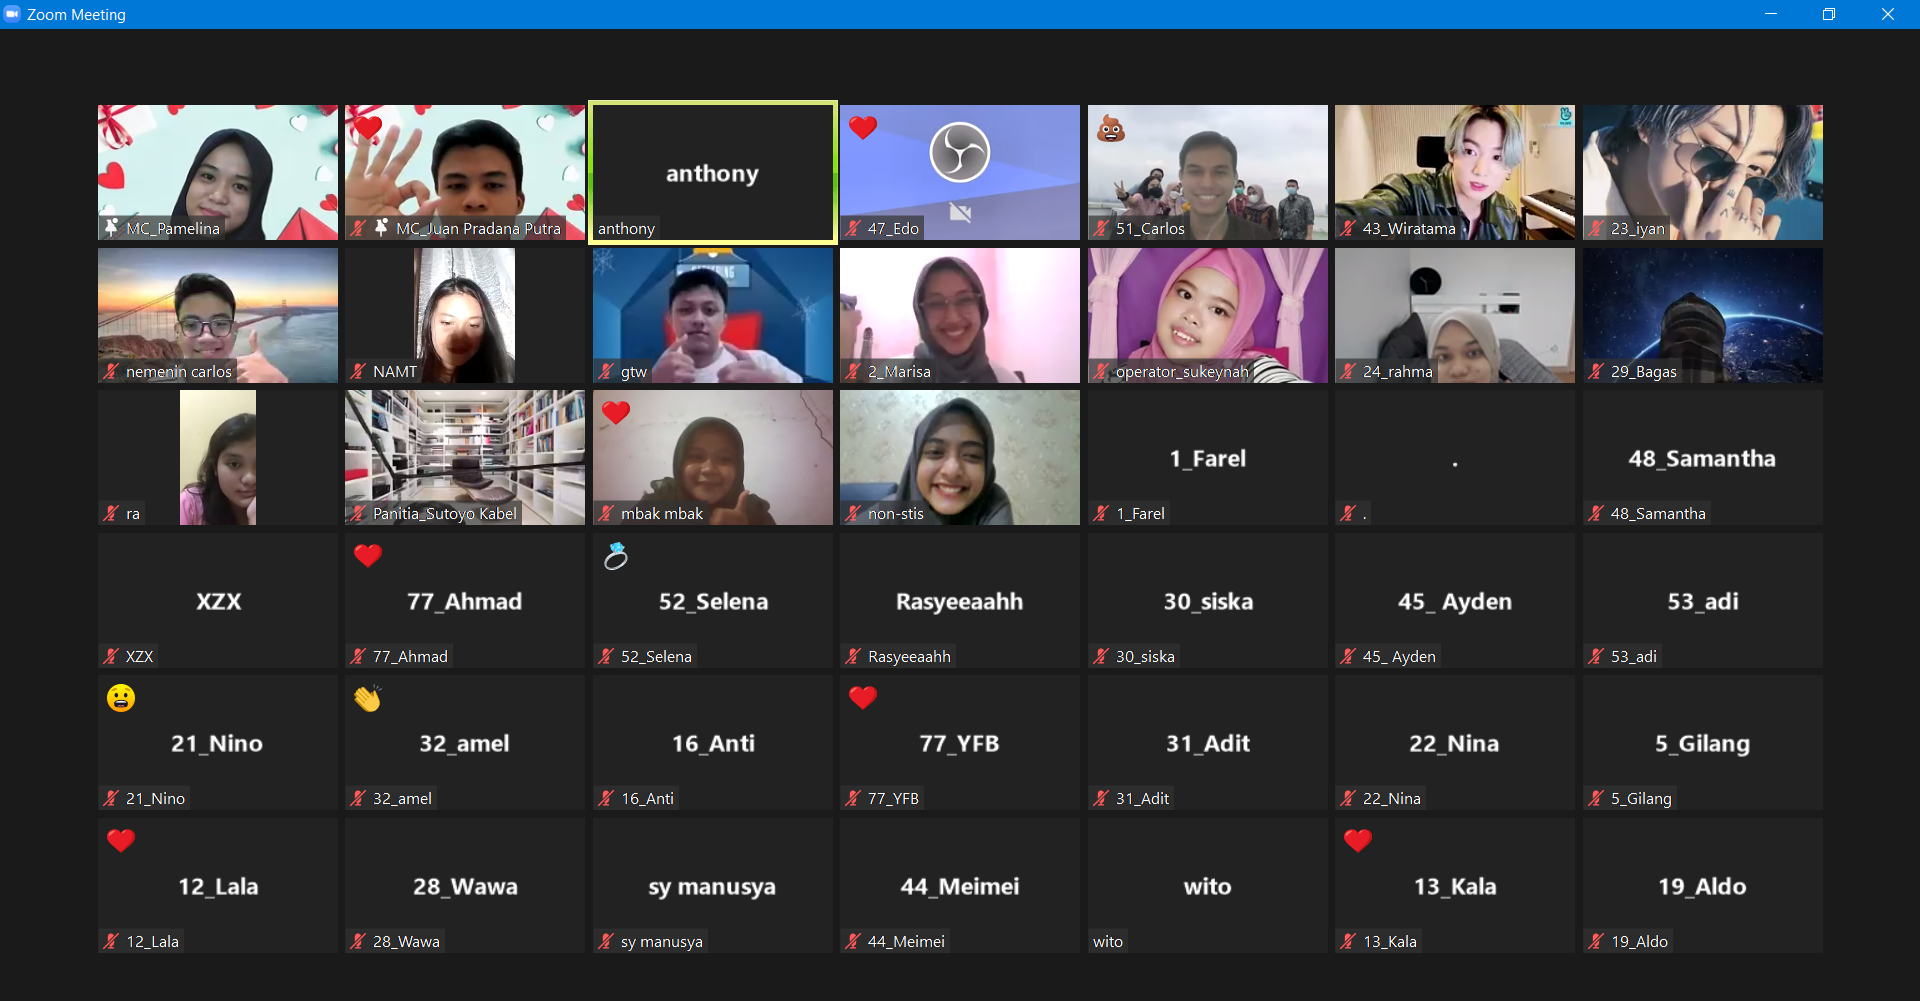 Zoom Meeting
MC_Pamelina
MC_Juan Pradana Putra
anthony
anthony
47_Edo
51_Carlos
43_Wiratama
23_iyan
nemenin carlos
NAMT
gtw
2_Marisa
operator_sukeynah
24_rahma
29_Bagas
ra
Panitia_Sutoyo Kabel
mbak mbak
non-stis
1_Farel
1_Farel
.
.
48_Samantha
48_Samantha
XZX
XZX
77_Ahmad
77_Ahmad
52_Selena
52_Selena
Rasyeeaahh
Rasyeeaahh
30_siska
30_siska
45_ Ayden
45_ Ayden
53_adi
53_adi
21_Nino
21_Nino
32_amel
32_amel
16_Anti
16_Anti
77_YFB
77_YFB
31_Adit
31_Adit
22_Nina
22_Nina
5_Gilang
5_Gilang
12_Lala
12_Lala
28_Wawa
28_Wawa
sy manusya
sy manusya
44_Meimei
44_Meimei
wito
wito
13_Kala
13_Kala
19_Aldo
19_Aldo